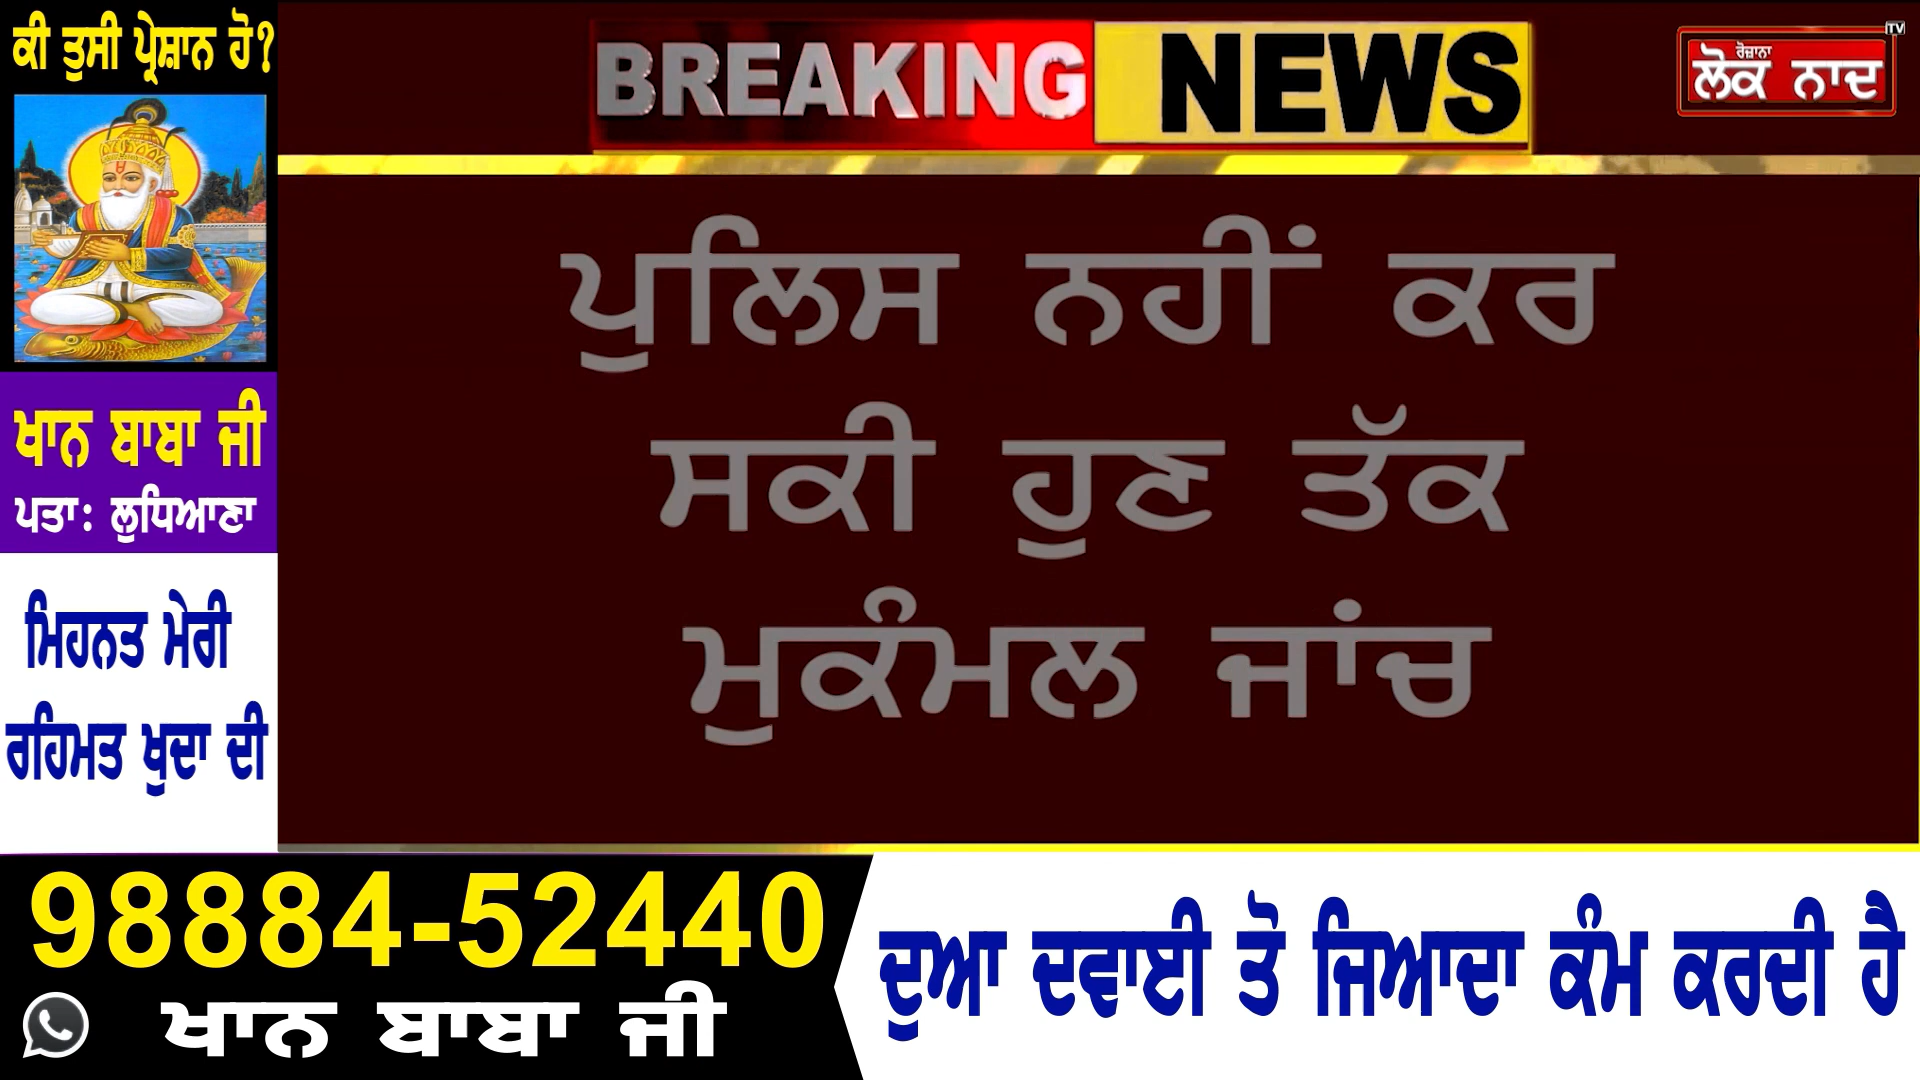 ਕੀ ਤੁਸੀ ਪ੍ਰੇਸ਼ਾਨ ਹੋ?
BREAKING NEWS
ਰੋਜ਼ਾਨਾ
ਲੋਕ ਨਾਦ
TV
ਪੁਲਿਸ ਨਹੀਂ ਕਰ
ਸਕੀ ਹੁਣ ਤੱਕ
ਮੁਕੰਮਲ ਜਾਂਚ
ਖਾਨ ਬਾਬਾ ਜੀ
ਪਤਾ: ਲੁਧਿਆਣਾ
ਮਿਹਨਤ ਮੇਰੀ
ਰਹਿਮਤ ਖੁਦਾ ਦੀ
98884-52440
ਖਾਨ ਬਾਬਾ ਜੀ
ਦੁਆ ਦਵਾਈ ਤੋਂ ਜਿਆਦਾ ਕੰਮ ਕਰਦੀ ਹੈ